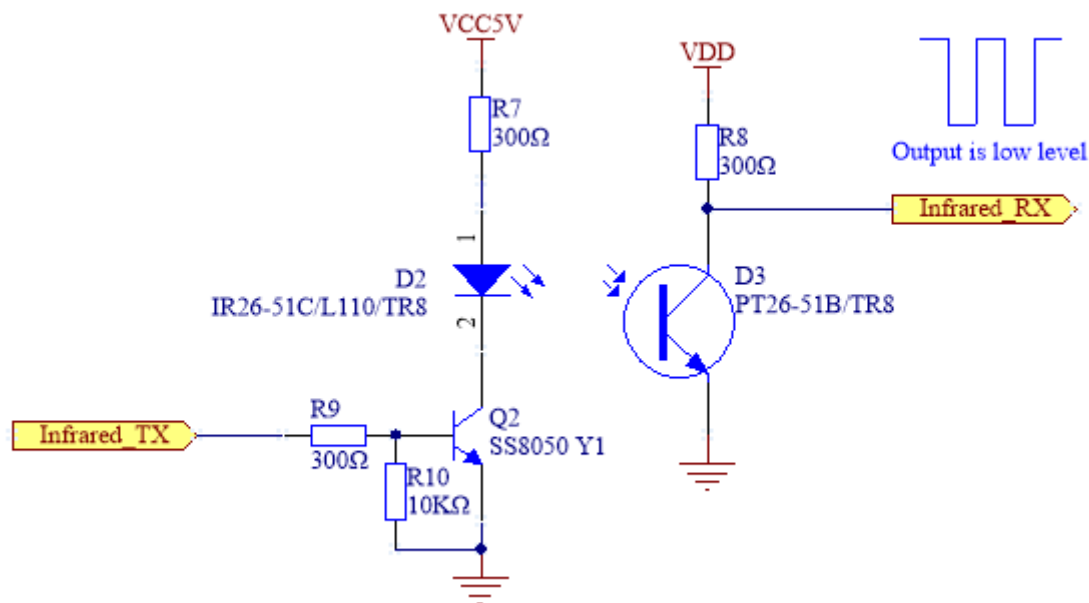 VCC5V
R7
300Ω
1
D2
IR26-51C/L110/TR8
2
Infrared_TX
R9
300Ω
R10
10KΩ
Q2
SS8050 Y1
VDD
R8
300Ω
Output is low level
Infrared_RX
D3
PT26-51B/TR8